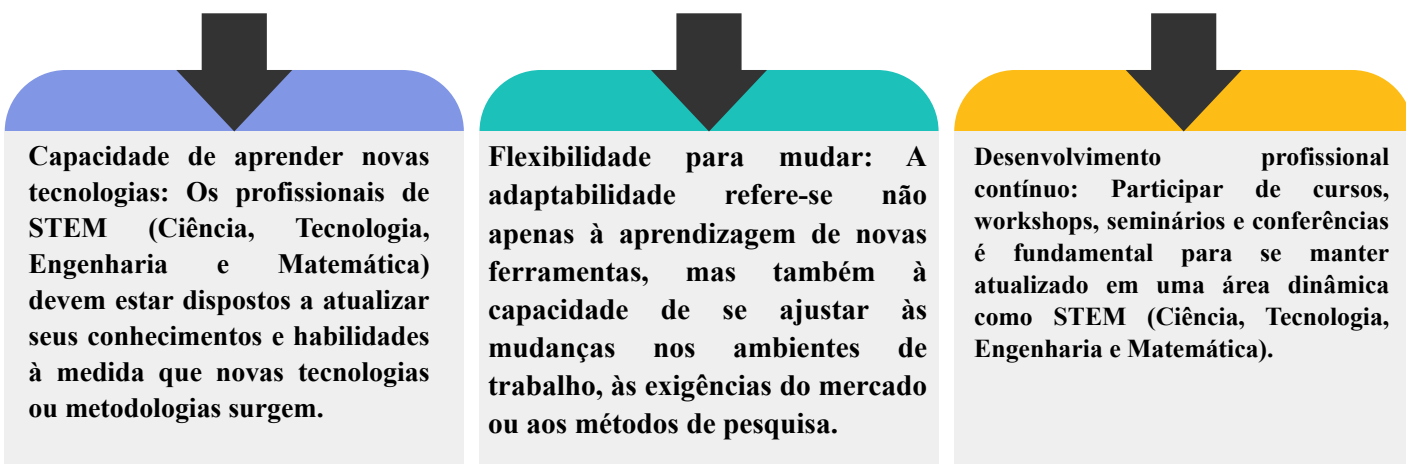 Capacidade de aprender novas
tecnologias: Os profissionais de
STEM (Ciência, Tecnologia,
Engenharia e Matemática)
devem estar dispostos a atualizar
seus conhecimentos e habilidades
à medida que novas tecnologias
ou metodologias surgem.
Flexibilidade para mudar: A
adaptabilidade refere-se não
apenas à aprendizagem de novas
ferramentas, mas também à
capacidade de se ajustar às
mudanças nos ambientes de
trabalho, às exigências do mercado
ou aos métodos de pesquisa.
Desenvolvimento profissional
contínuo: Participar de cursos,
workshops, seminários e conferências
é fundamental para se manter
atualizado em uma área dinâmica
como STEM (Ciência, Tecnologia,
Engenharia e Matemática).